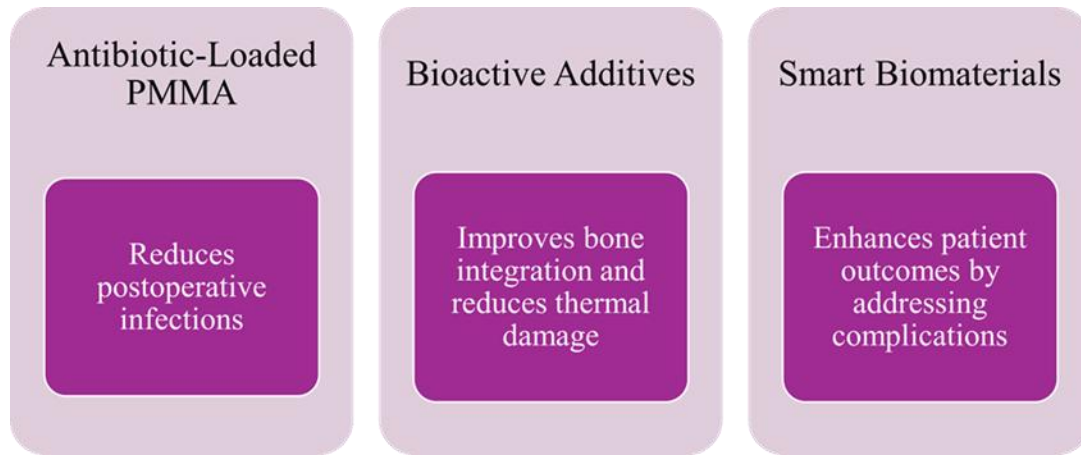 Antibiotic-Loaded
PMMA
Reduces
postoperative
infections
Bioactive Additives
Improves bone
integration and
reduces thermal
damage
Smart Biomaterials
Enhances patient
outcomes by
addressing
complications